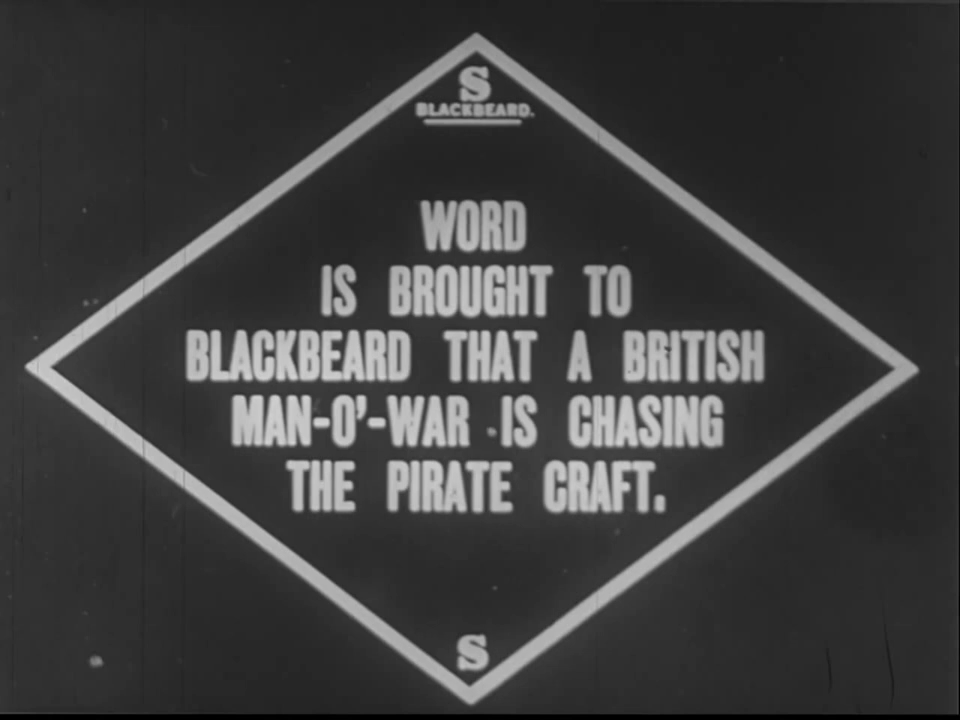 S
BLACKBEARD.
WORD
IS BROUGHT TO
BLACKBEARD THAT A BRITISH
MAN-O'-WAR IS CHASING
THE PIRATE CRAFT.
S